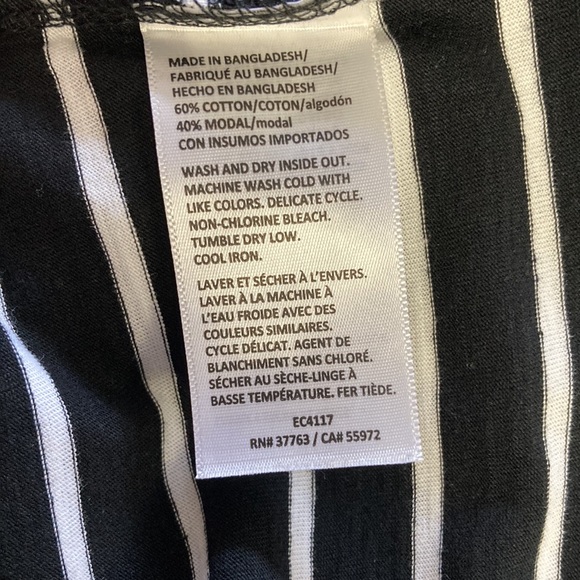 MADE IN BANGLADESH/
FABRIQUÉ AU BANGLADESH/
HECHO EN BANGLADESH
60% COTTON/COTON/algodón
40% MODAL/modal
CON INSUMOS IMPORTADOS
WASH AND DRY INSIDE OUT.
MACHINE WASH COLD WITH
LIKE COLORS. DELICATE CYCLE.
NON-CHLORINE BLEACH.
TUMBLE DRY LOW.
COOL IRON.
LAVER ET SÉCHER À L'ENVERS.
LAVER À LA MACHINE À
L'EAU FROIDE AVEC DES
COULEURS SIMILAIRES.
CYCLE DÉLICAT. AGENT DE
BLANCHIMENT SANS CHLORÉ.
SÉCHER AU SÈCHE-LINGE À
BASSE TEMPÉRATURE. FER TIÈDE.
EC4117
RN# 37763 / CA# 55972